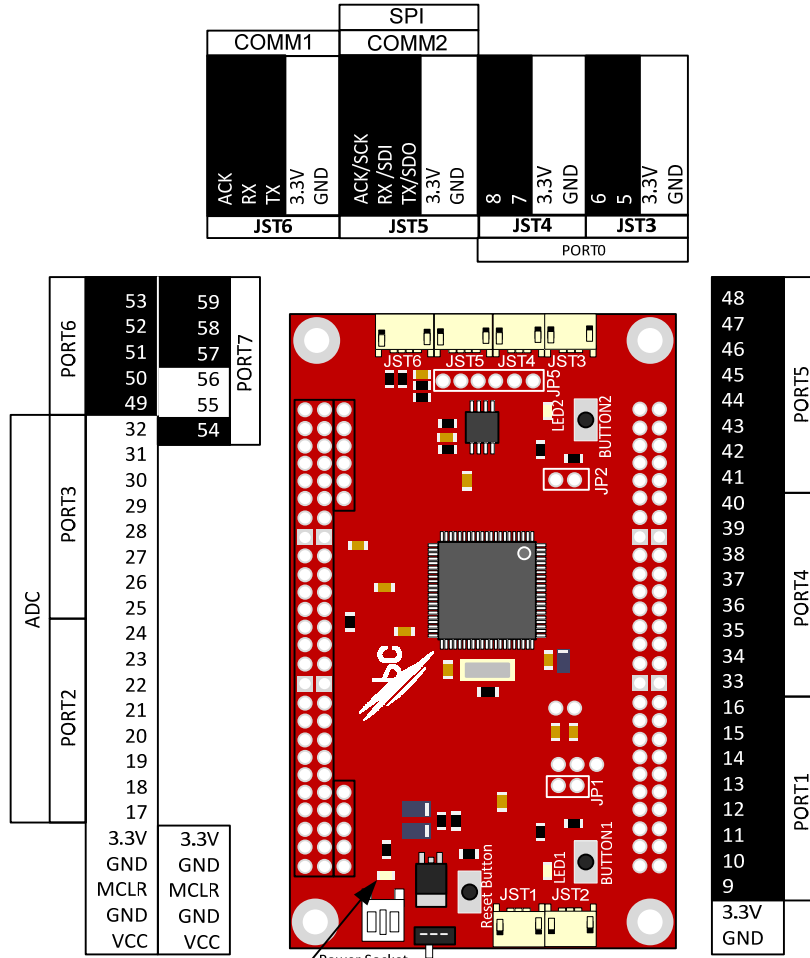 SPI
COMM1 COMM2
ACK RX TX 3.3V GND ACK/SCK RX /SDI TX/SDO 3.3V GND 8 7 3.3V GND 6 5 3.3V GND
JST6 JST5 JST4 JST3
PORT0
PORT6
53
52
51
50
49
59
58
57
56
55
54
PORT7
ADC
PORT3
PORT2
32
31
30
29
28
27
26
25
24
23
22
21
20
19
18
17
3.3V
GND
MCLR
GND
VCC
3.3V
GND
MCLR
GND
VCC
JST6 JST5 JST4 JST3
JP5
LED2
BUTTON2
JP2
JP1
LED1
BUTTON1
Reset Button
JST1 JST2
Power Socket
48
47
46
45
44
43
42
41
40
39
38
37
36
35
34
33
16
15
14
13
12
11
10
9
3.3V
GND
PORT5
PORT4
PORT1